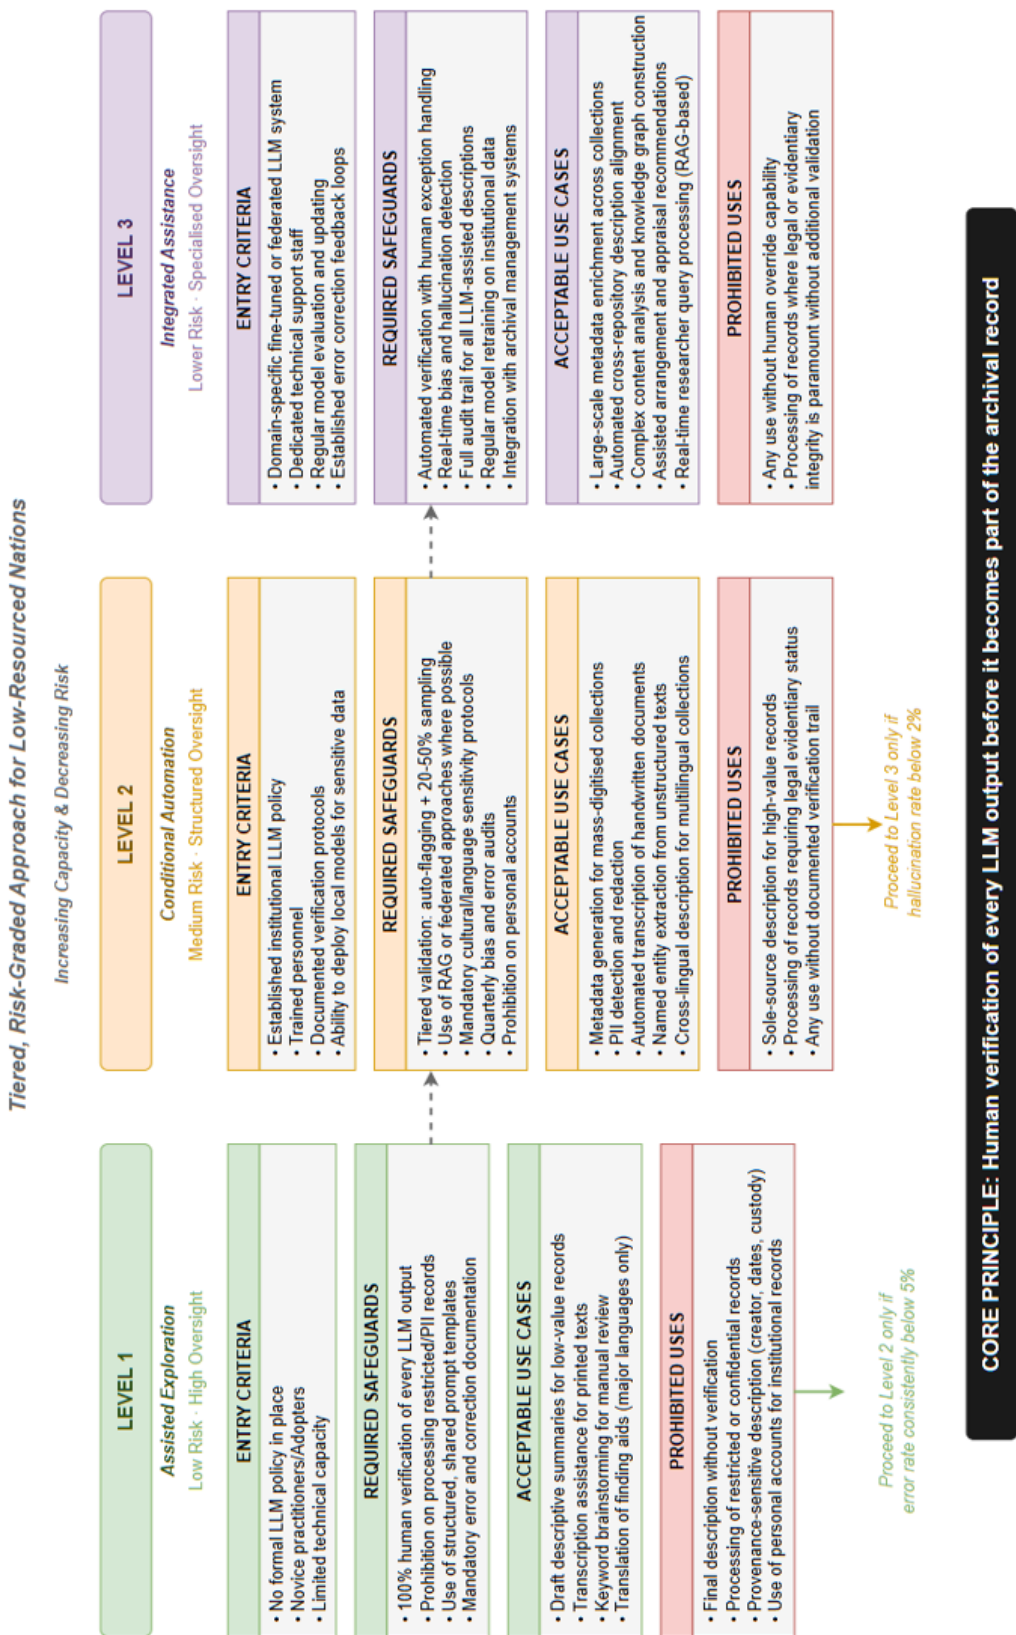 Tiered, Risk-Graded Approach for Low-Resourced Nations
Increasing Capacity & Decreasing Risk
LEVEL 1
Assisted Exploration
Low Risk · High Oversight
ENTRY CRITERIA
• No formal LLM policy in place
• Novice practitioners/Adopters
• Limited technical capacity
REQUIRED SAFEGUARDS
• 100% human verification of every LLM output
• Prohibition on processing restricted/PII records
• Use of structured, shared prompt templates
• Mandatory error and correction documentation
ACCEPTABLE USE CASES
• Draft descriptive summaries for low-value records
• Transcription assistance for printed texts
• Keyword brainstorming for manual review
• Translation of finding aids (major languages only)
PROHIBITED USES
• Final description without verification
• Processing of restricted or confidential records
• Provenance-sensitive description (creator, dates, custody)
• Use of personal accounts for institutional records
Proceed to Level 2 only if
error rate consistently below 5%
LEVEL 2
Conditional Automation
Medium Risk · Structured Oversight
ENTRY CRITERIA
• Established institutional LLM policy
• Trained personnel
• Documented verification protocols
• Ability to deploy local models for sensitive data
REQUIRED SAFEGUARDS
• Tiered validation: auto-flagging + 20-50% sampling
• Use of RAG or federated approaches where possible
• Mandatory cultural/language sensitivity protocols
• Quarterly bias and error audits
• Prohibition on personal accounts
ACCEPTABLE USE CASES
• Metadata generation for mass-digitised collections
• PII detection and redaction
• Automated transcription of handwritten documents
• Named entity extraction from unstructured texts
• Cross-lingual description for multilingual collections
PROHIBITED USES
• Sole-source description for high-value records
• Processing of records requiring legal evidentiary status
• Any use without documented verification trail
Proceed to Level 3 only if
hallucination rate below 2%
LEVEL 3
Integrated Assistance
Lower Risk · Specialised Oversight
ENTRY CRITERIA
• Domain-specific fine-tuned or federated LLM system
• Dedicated technical support staff
• Regular model evaluation and updating
• Established error correction feedback loops
REQUIRED SAFEGUARDS
• Automated verification with human exception handling
• Real-time bias and hallucination detection
• Full audit trail for all LLM-assisted descriptions
• Regular model retraining on institutional data
• Integration with archival management systems
ACCEPTABLE USE CASES
• Large-scale metadata enrichment across collections
• Automated cross-repository description alignment
• Complex content analysis and knowledge graph construction
• Assisted arrangement and appraisal recommendations
• Real-time researcher query processing (RAG-based)
PROHIBITED USES
• Any use without human override capability
• Processing of records where legal or evidentiary
integrity is paramount without additional validation
CORE PRINCIPLE: Human verification of every LLM output before it becomes part of the archival record